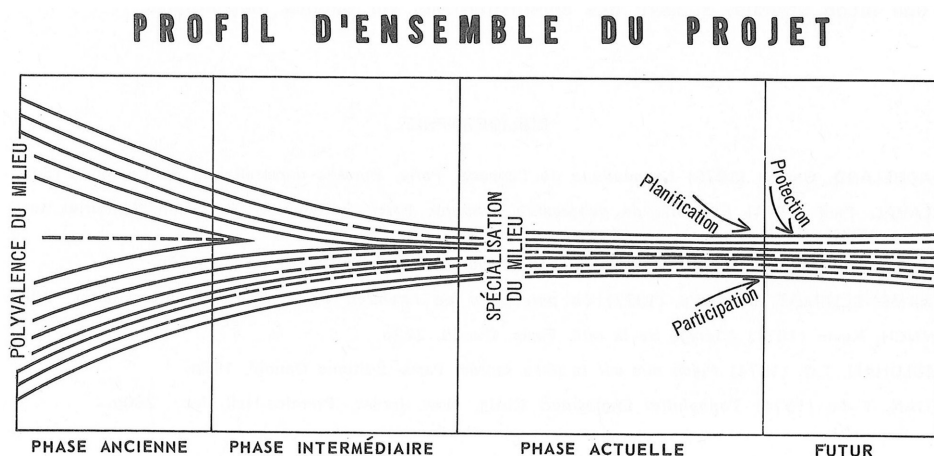 PROFIL D'ENSEMBLE DU PROJET
POLYVALENCE DU MILIEU
SPÉCIALISATION
DU MILIEU
Planification
Protection
Participation
PHASE ANCIENNE
PHASE INTERMÉDIAIRE
PHASE ACTUELLE
FUTUR